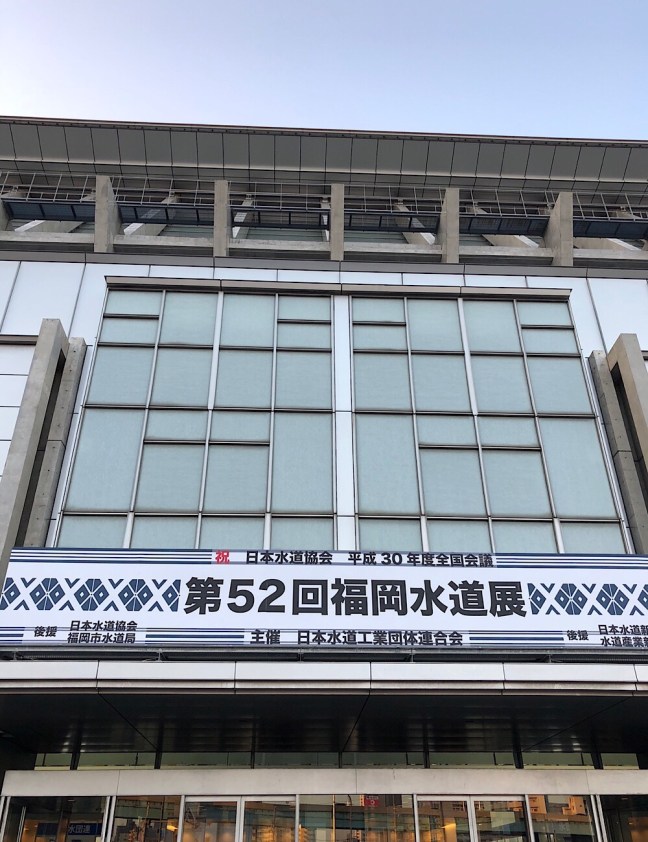 祝 日本水道協会 平成30年度全国会議
第52回福岡水道展
後援 日本水道協会
福岡市水道局
主催 日本水道工業団体連合会
後援 日本水道新
水道産業新
水団連